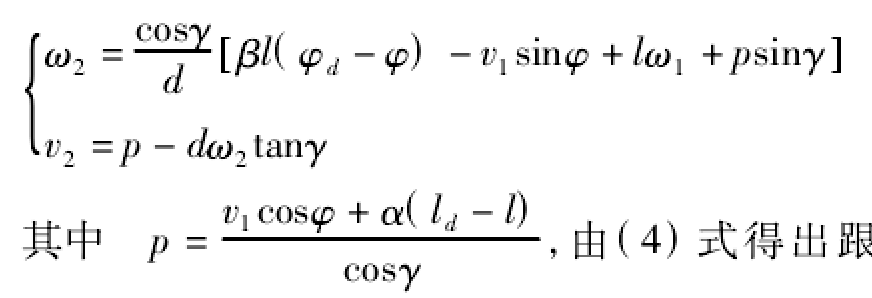 ω₂ = cosγ/d [βl( φ_d − φ) − v₁sinφ + lω₁ + psinγ]
v₂ = p − dω₂tanγ
其中 p = (v₁cosφ + α( l_d − l))/cosγ , 由(4) 式得出跟